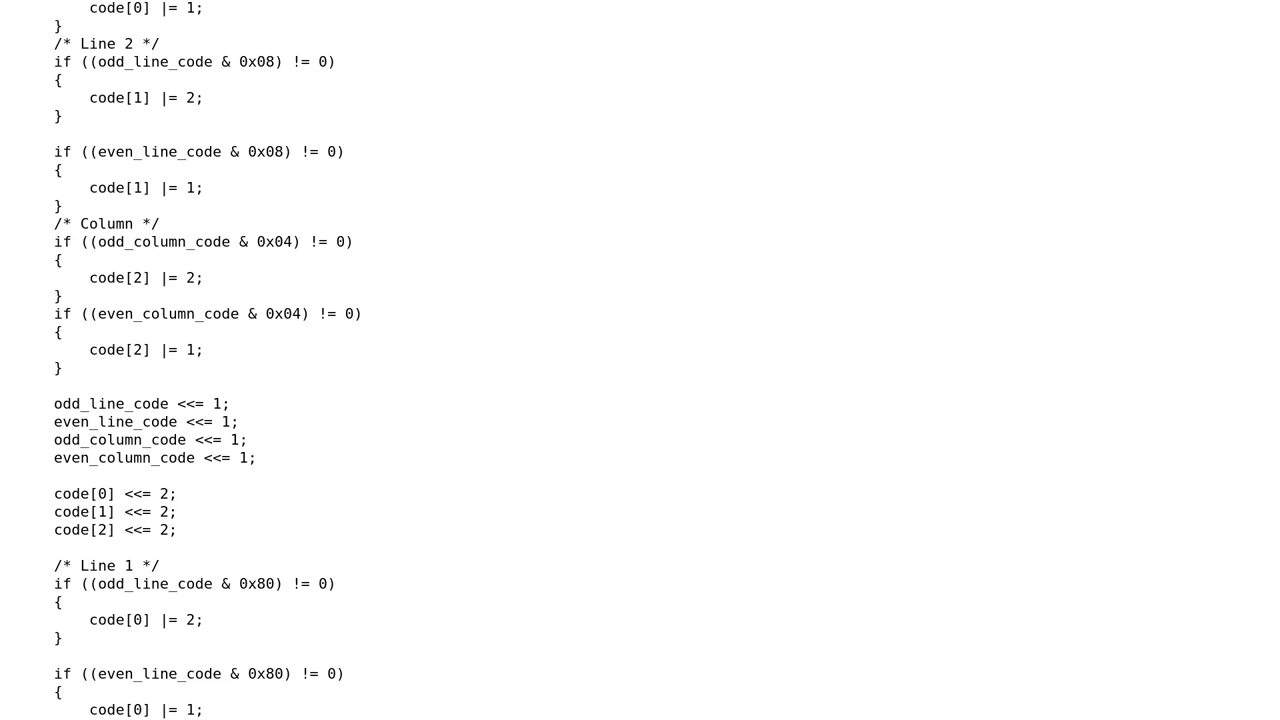 code[0] |= 1;
    }
    /* Line 2 */
    if ((odd_line_code & 0x08) != 0)
    {
        code[1] |= 2;
    }

    if ((even_line_code & 0x08) != 0)
    {
        code[1] |= 1;
    }
    /* Column */
    if ((odd_column_code & 0x04) != 0)
    {
        code[2] |= 2;
    }
    if ((even_column_code & 0x04) != 0)
    {
        code[2] |= 1;
    }

    odd_line_code <<= 1;
    even_line_code <<= 1;
    odd_column_code <<= 1;
    even_column_code <<= 1;

    code[0] <<= 2;
    code[1] <<= 2;
    code[2] <<= 2;

    /* Line 1 */
    if ((odd_line_code & 0x80) != 0)
    {
        code[0] |= 2;
    }

    if ((even_line_code & 0x80) != 0)
    {
        code[0] |= 1;